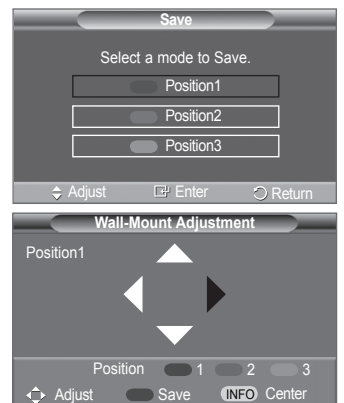 Save
Select a mode to Save.
Position1
Position2
Position3
Adjust Enter Return
Wall-Mount Adjustment
Position1
Position 1 2 3
Adjust Save INFO Center